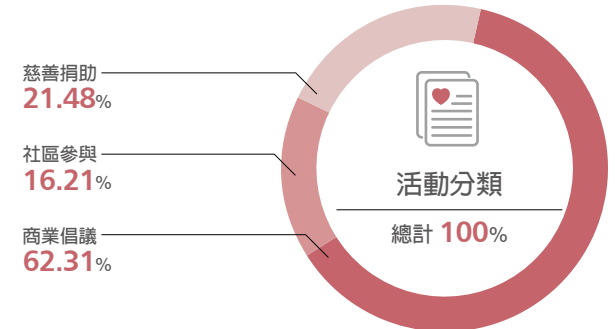 慈善捐助
21.48%
社區參與
16.21%
商業倡議
62.31%
活動分類
總計 100%